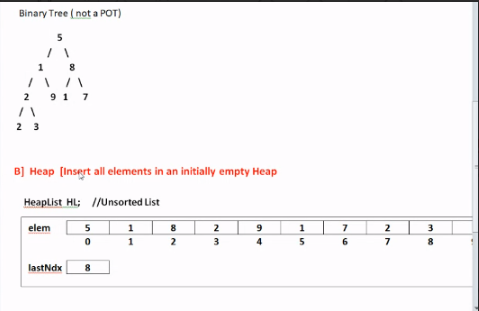 Binary Tree ( not a POT)
5
/ \
1 8
/ \ / \
2 9 1 7
/ \
2 3
B] Heap [Insert all elements in an initially empty Heap
HeapList HL; //Unsorted List
elem 5 1 8 2 9 1 7 2 3
0 1 2 3 4 5 6 7 8
lastNdx 8